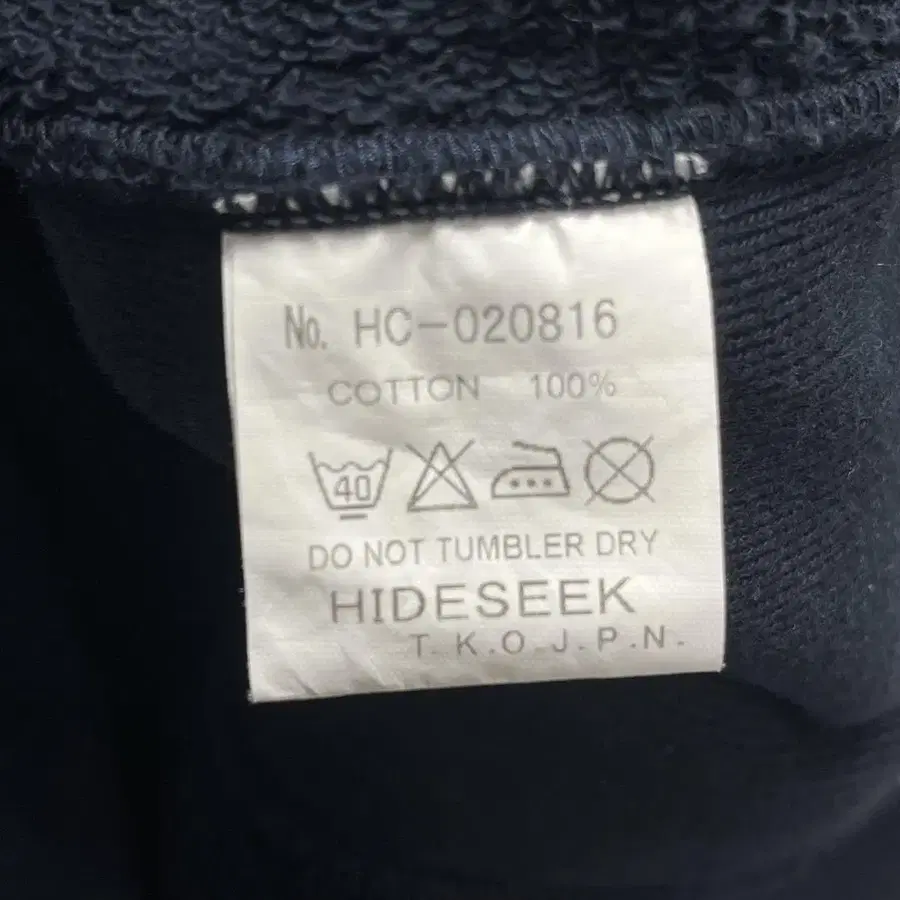 No. HC-020816
COTTON 100%
40
DO NOT TUMBLER DRY
HIDESEEK
T.K.O.J.P.N.